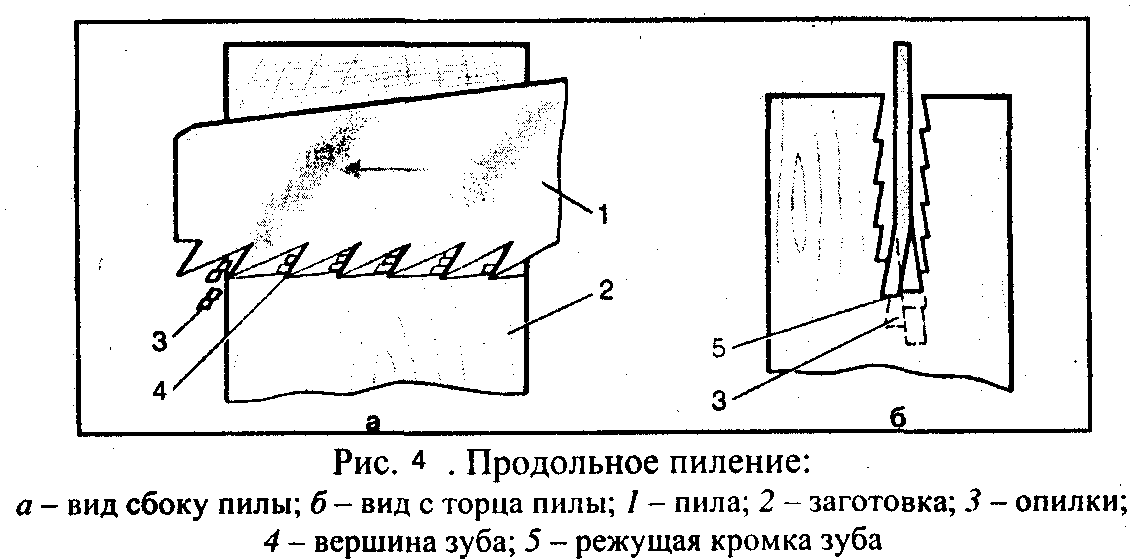 1
2
3
4
5
3
а
б
Рис. 4 . Продольное пиление:
а – вид сбоку пилы; б – вид с торца пилы; 1 – пила; 2 – заготовка; 3 – опилки;
4 – вершина зуба; 5 – режущая кромка зуба